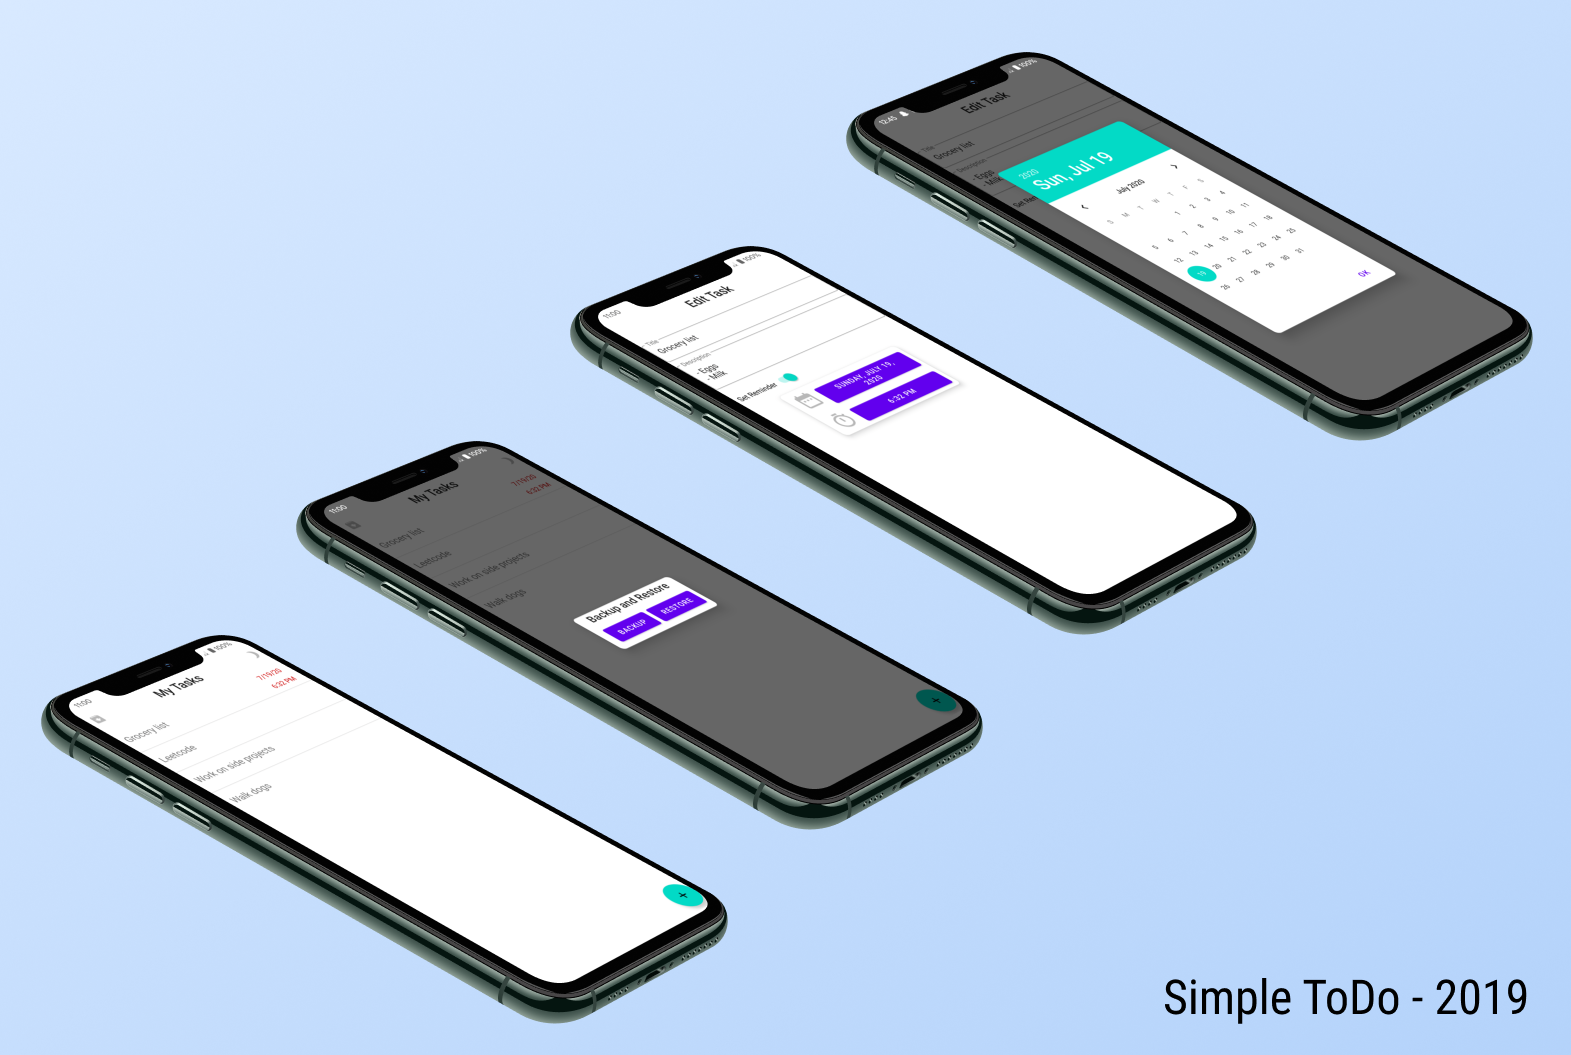 11:00
100%
My Tasks
7/19/20
6:32 PM
Grocery list
Leetcode
Work on side projects
Walk dogs
+
11:00
100%
My Tasks
7/19/20
6:32 PM
Grocery list
Leetcode
Work on side projects
Walk dogs
Backup and Restore
BACKUP RESTORE
+
11:00
100%
Edit Task
Title
Grocery list
Description
- Eggs
- Milk
Set Reminder
SUNDAY, JULY 19,
2020
6:32 PM
12:45
100%
Edit Task
Title
Grocery list
Description
- Eggs
- Milk
Set
2020
Sun, Jul 19
July 2020
S M T W T F S
1 2 3 4
5 6 7 8 9 10 11
12 13 14 15 16 17 18
19 20 21 22 23 24 25
26 27 28 29 30 31
OK
Simple ToDo - 2019